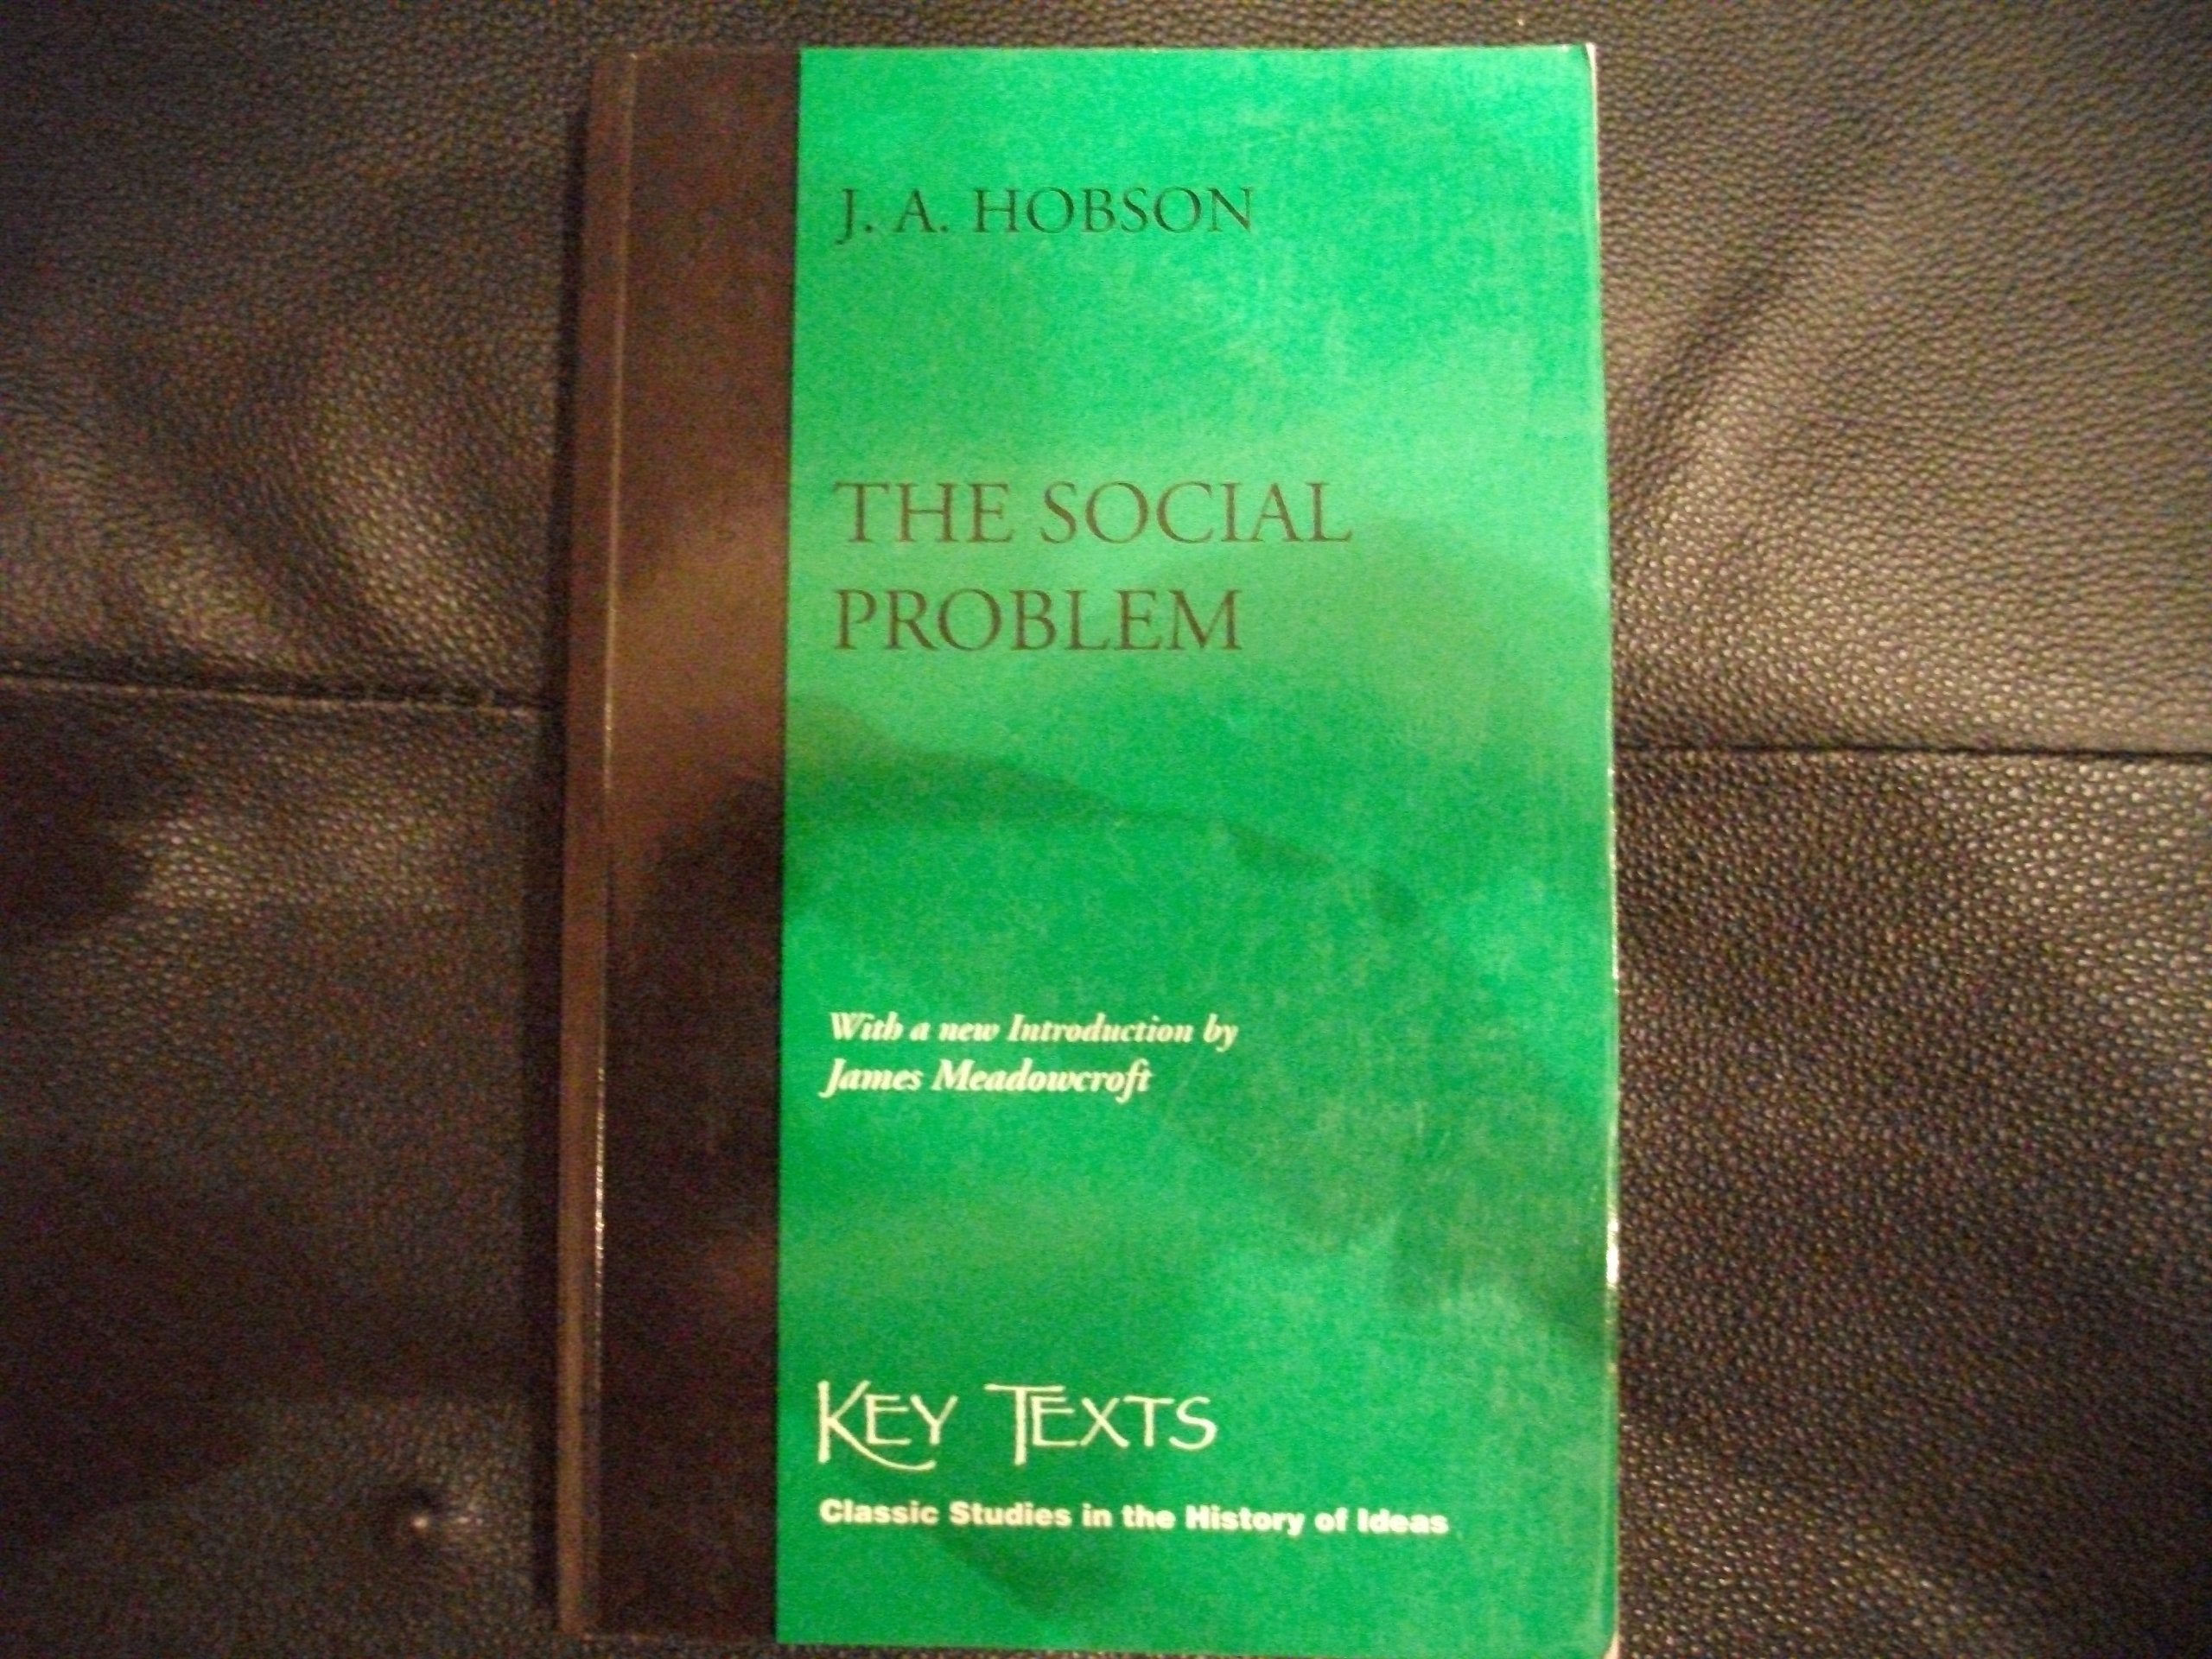 J. A. HOBSON
THE SOCIAL
PROBLEM
With a new Introduction by
James Meadowcroft
KEY TEXTS
Classic Studies in the History of Ideas